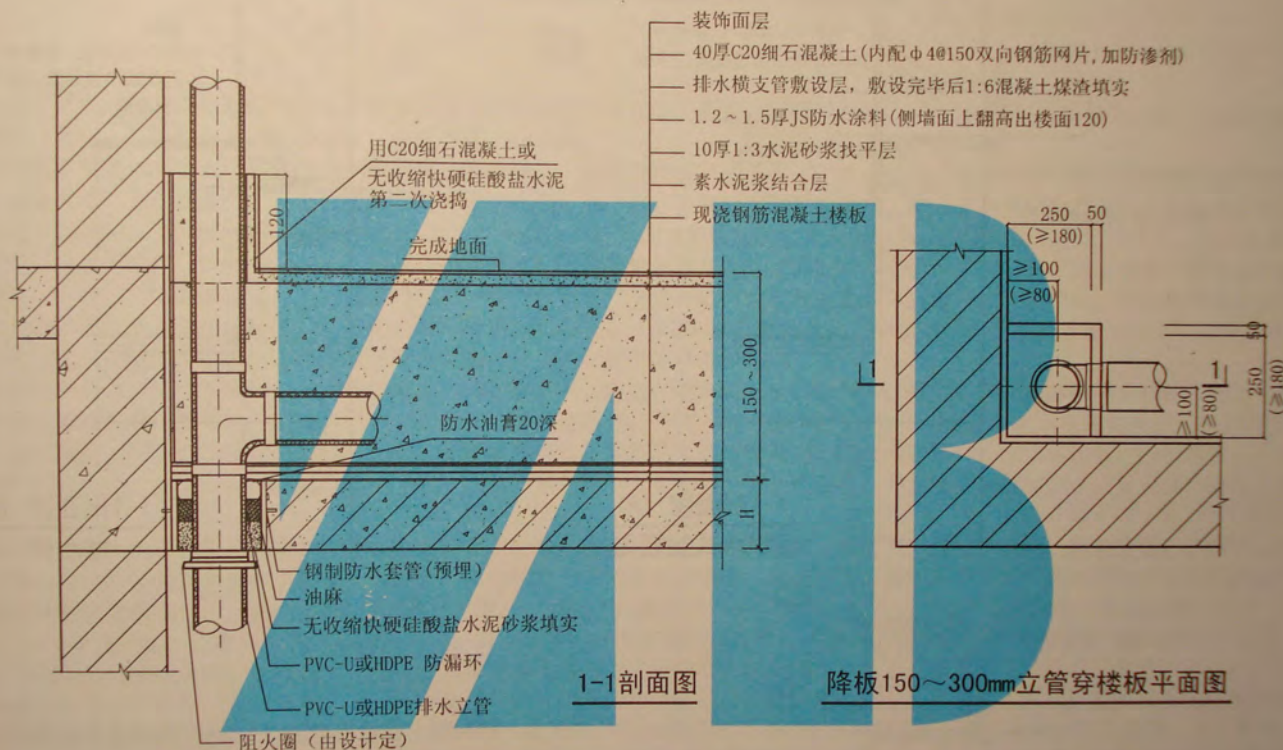 装饰面层
40厚C20细石混凝土(内配ф4@150双向钢筋网片,加防渗剂)
排水横支管敷设层，敷设完毕后1:6混凝土煤渣填实
1.2~1.5厚JS防水涂料(侧墙面上翻高出楼面120)
10厚1:3水泥砂浆找平层
素水泥浆结合层
现浇钢筋混凝土楼板
用C20细石混凝土或
无收缩快硬硅酸盐水泥
第二次浇捣
120
完成地面
防水油膏20深
150~300
H
钢制防水套管(预埋)
油麻
无收缩快硬硅酸盐水泥砂浆填实
PVC-U或HDPE 防漏环
PVC-U或HDPE排水立管
阻火圈（由设计定）
1-1剖面图
250 50
(≥180)
≥100
(≥80)
1 1
50
250
(≥180)
≥100
(≥80)
降板150～300mm立管穿楼板平面图